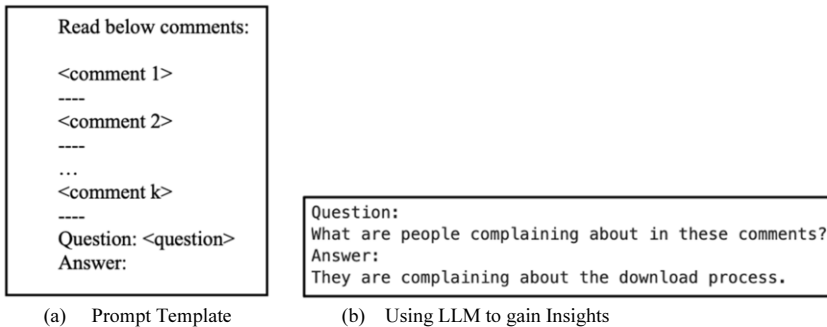 Read below comments:
<comment 1>
----
<comment 2>
----
...
<comment k>
----
Question: <question>
Answer:
(a) Prompt Template
Question:
What are people complaining about in these comments?
Answer:
They are complaining about the download process.
(b) Using LLM to gain Insights